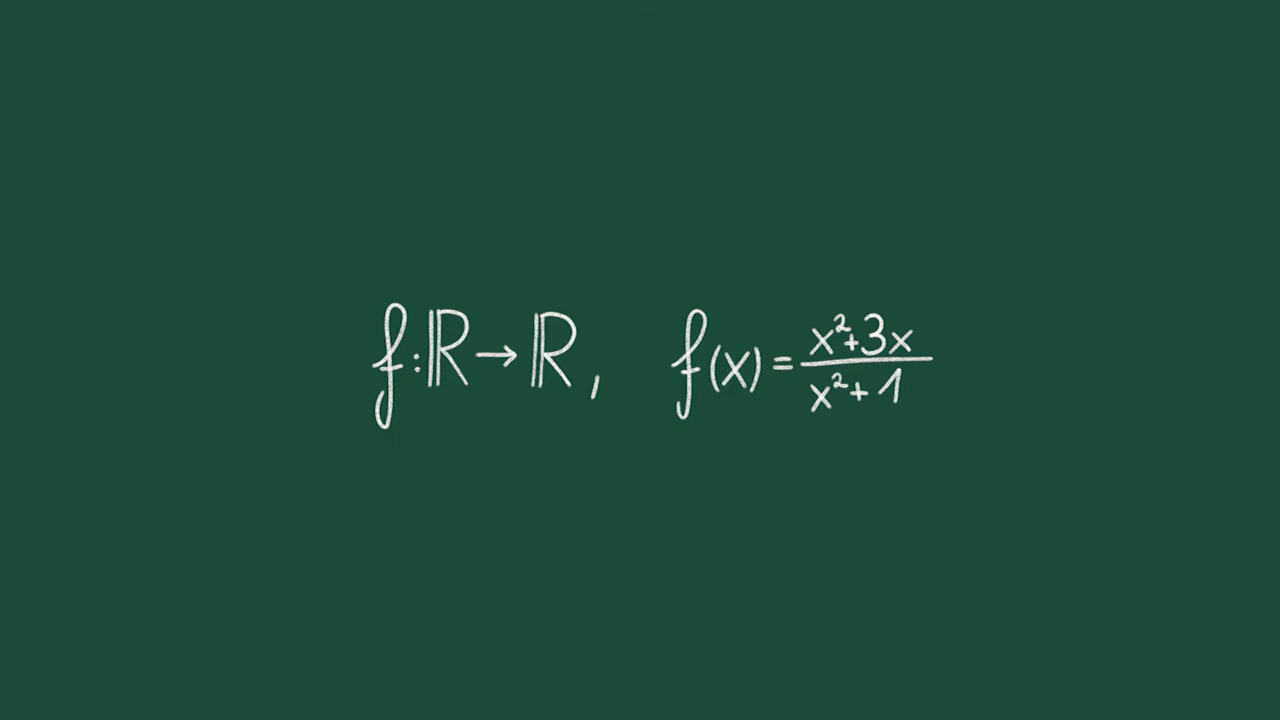 f:ℝ→ℝ, f(x) = (x²+3x)/(x²+1)